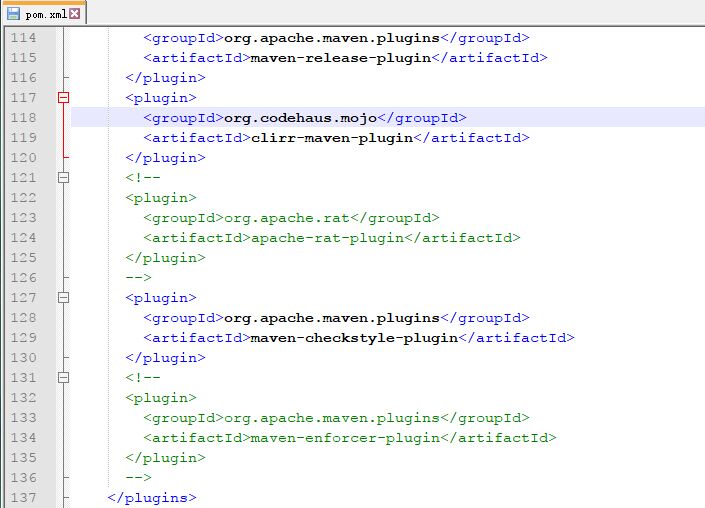 pom.xml
114 <groupId>org.apache.maven.plugins</groupId>
115 <artifactId>maven-release-plugin</artifactId>
116 </plugin>
117 <plugin>
118 <groupId>org.codehaus.mojo</groupId>
119 <artifactId>clirr-maven-plugin</artifactId>
120 </plugin>
121 <!--
122 <plugin>
123 <groupId>org.apache.rat</groupId>
124 <artifactId>apache-rat-plugin</artifactId>
125 </plugin>
126 -->
127 <plugin>
128 <groupId>org.apache.maven.plugins</groupId>
129 <artifactId>maven-checkstyle-plugin</artifactId>
130 </plugin>
131 <!--
132 <plugin>
133 <groupId>org.apache.maven.plugins</groupId>
134 <artifactId>maven-enforcer-plugin</artifactId>
135 </plugin>
136 -->
137 </plugins>